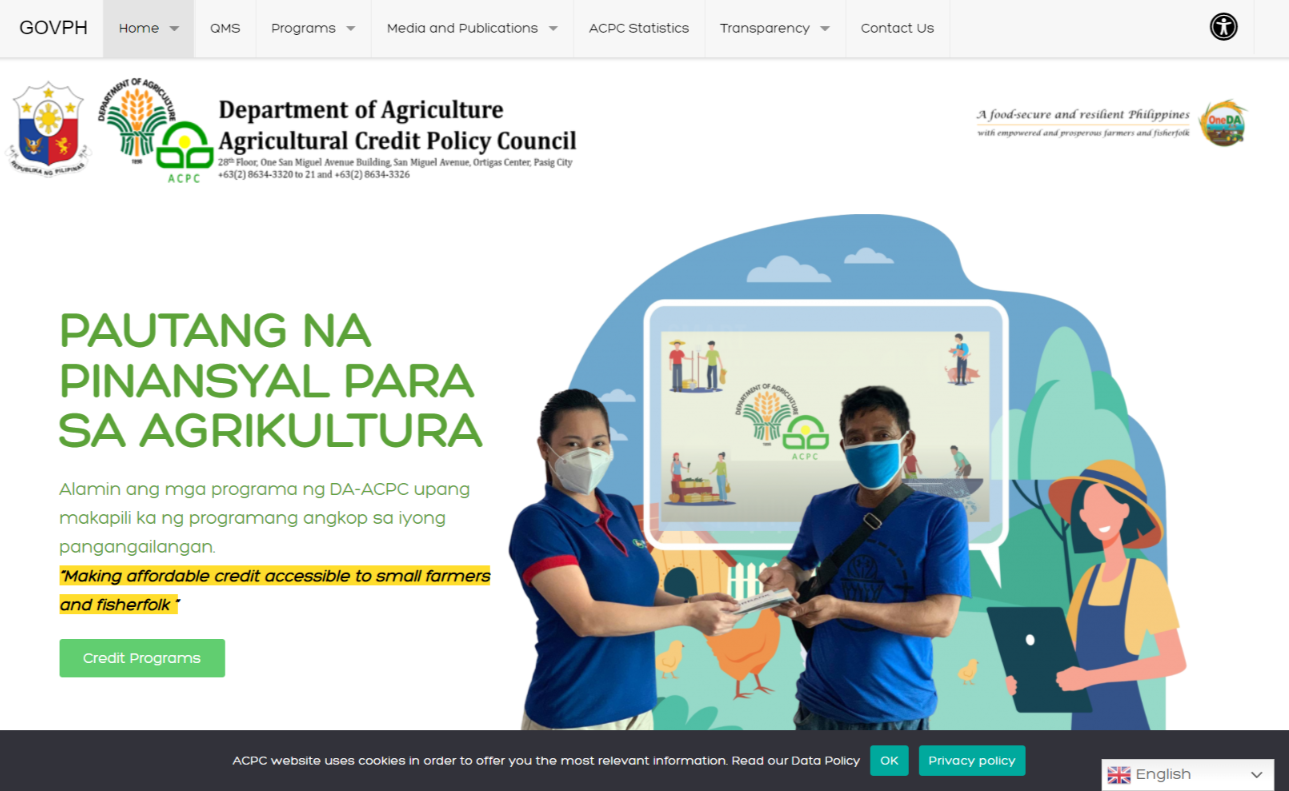 GOVPH
Home
QMS
Programs
Media and Publications
ACPC Statistics
Transparency
Contact Us
REPUBLIKA NG PILIPINAS
DEPARTMENT OF AGRICULTURE
1898
ACPC
Department of Agriculture
Agricultural Credit Policy Council
28th Floor, One San Miguel Avenue Building, San Miguel Avenue, Ortigas Center, Pasig City
+63(2) 8634-3320 to 21 and +63(2) 8634-3326
A food-secure and resilient Philippines
with empowered and prosperous farmers and fisherfolk
OneDA
PAUTANG NA
PINANSYAL PARA
SA AGRIKULTURA
Alamin ang mga programa ng DA-ACPC upang
makapili ka ng programang angkop sa iyong
pangangailangan.
"Making affordable credit accessible to small farmers
and fisherfolk "
Credit Programs
DEPARTMENT OF AGRICULTURE
ACPC
ACPC website uses cookies in order to offer you the most relevant information. Read our Data Policy
OK
Privacy policy
English